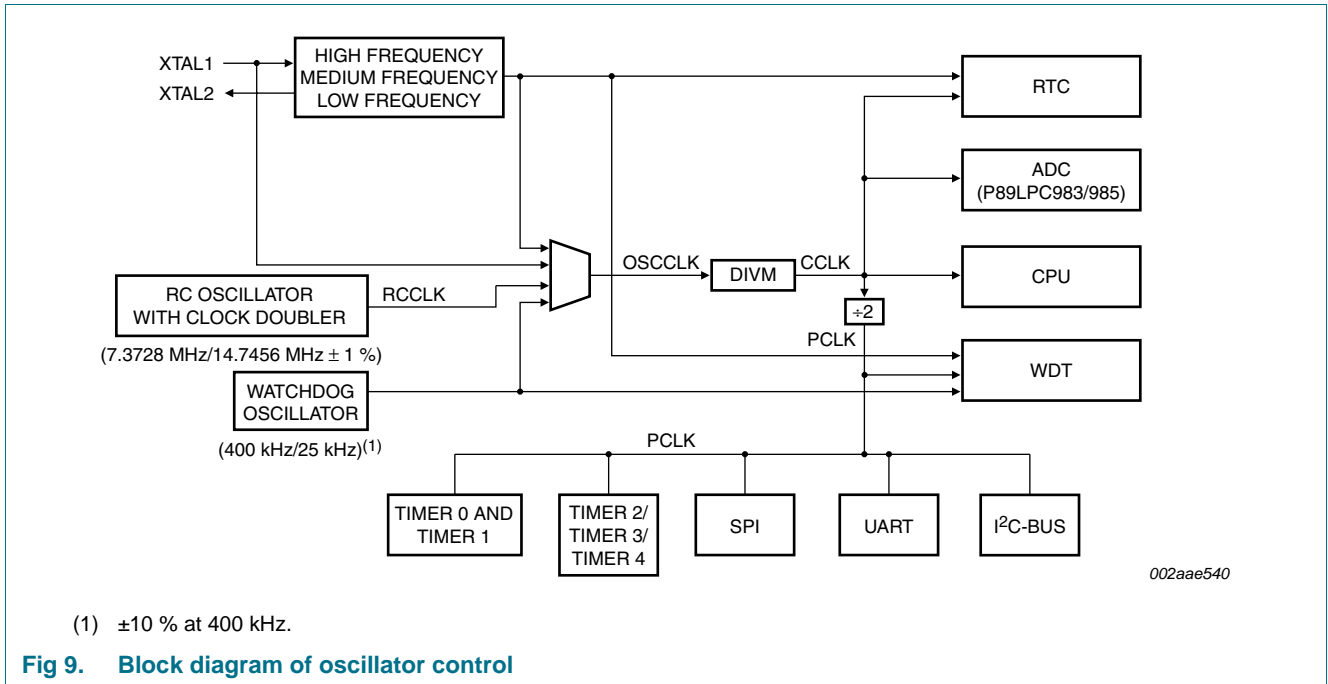 XTAL1
XTAL2
HIGH FREQUENCY
MEDIUM FREQUENCY
LOW FREQUENCY
RTC
ADC
(P89LPC983/985)
OSCCLK
DIVM
CCLK
CPU
RC OSCILLATOR
WITH CLOCK DOUBLER
RCCLK
(7.3728 MHz/14.7456 MHz ± 1 %)
÷2
PCLK
WDT
WATCHDOG
OSCILLATOR
(400 kHz/25 kHz)(1)
PCLK
TIMER 0 AND
TIMER 1
TIMER 2/
TIMER 3/
TIMER 4
SPI
UART
I2C-BUS
002aae540
(1) ±10 % at 400 kHz.
Fig 9. Block diagram of oscillator control